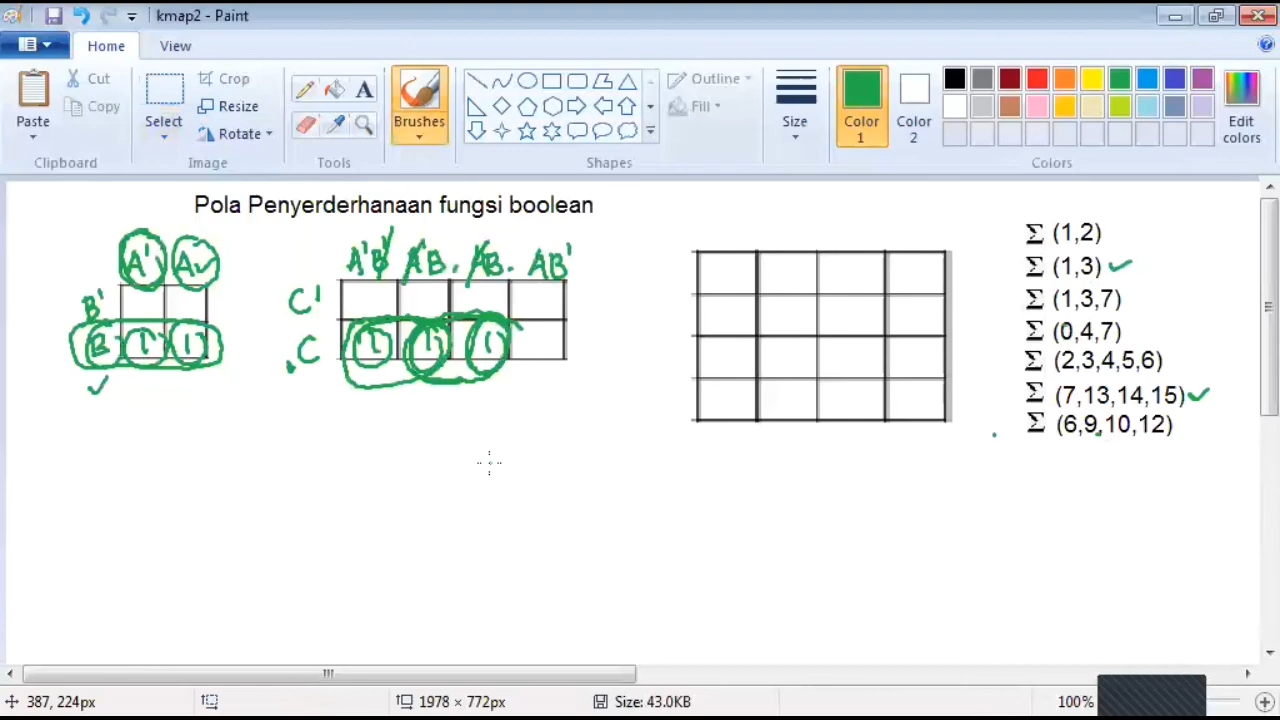 kmap2 - Paint
Home View
Paste
Cut
Copy
Clipboard
Select
Crop
Resize
Rotate
Image
A
Tools
Brushes
Shapes
Outline
Fill
Size
Color 1
Color 2
Edit colors
Colors
Pola Penyerderhanaan fungsi boolean
A' A
B'
B 1 1
A'B' A'B AB AB'
C'
C 1 1 1
Σ (1,2)
Σ (1,3) ✓
Σ (1,3,7)
Σ (0,4,7)
Σ (2,3,4,5,6)
Σ (7,13,14,15) ✓
Σ (6,9,10,12)
387, 224px
1978 × 772px
Size: 43.0KB
100%